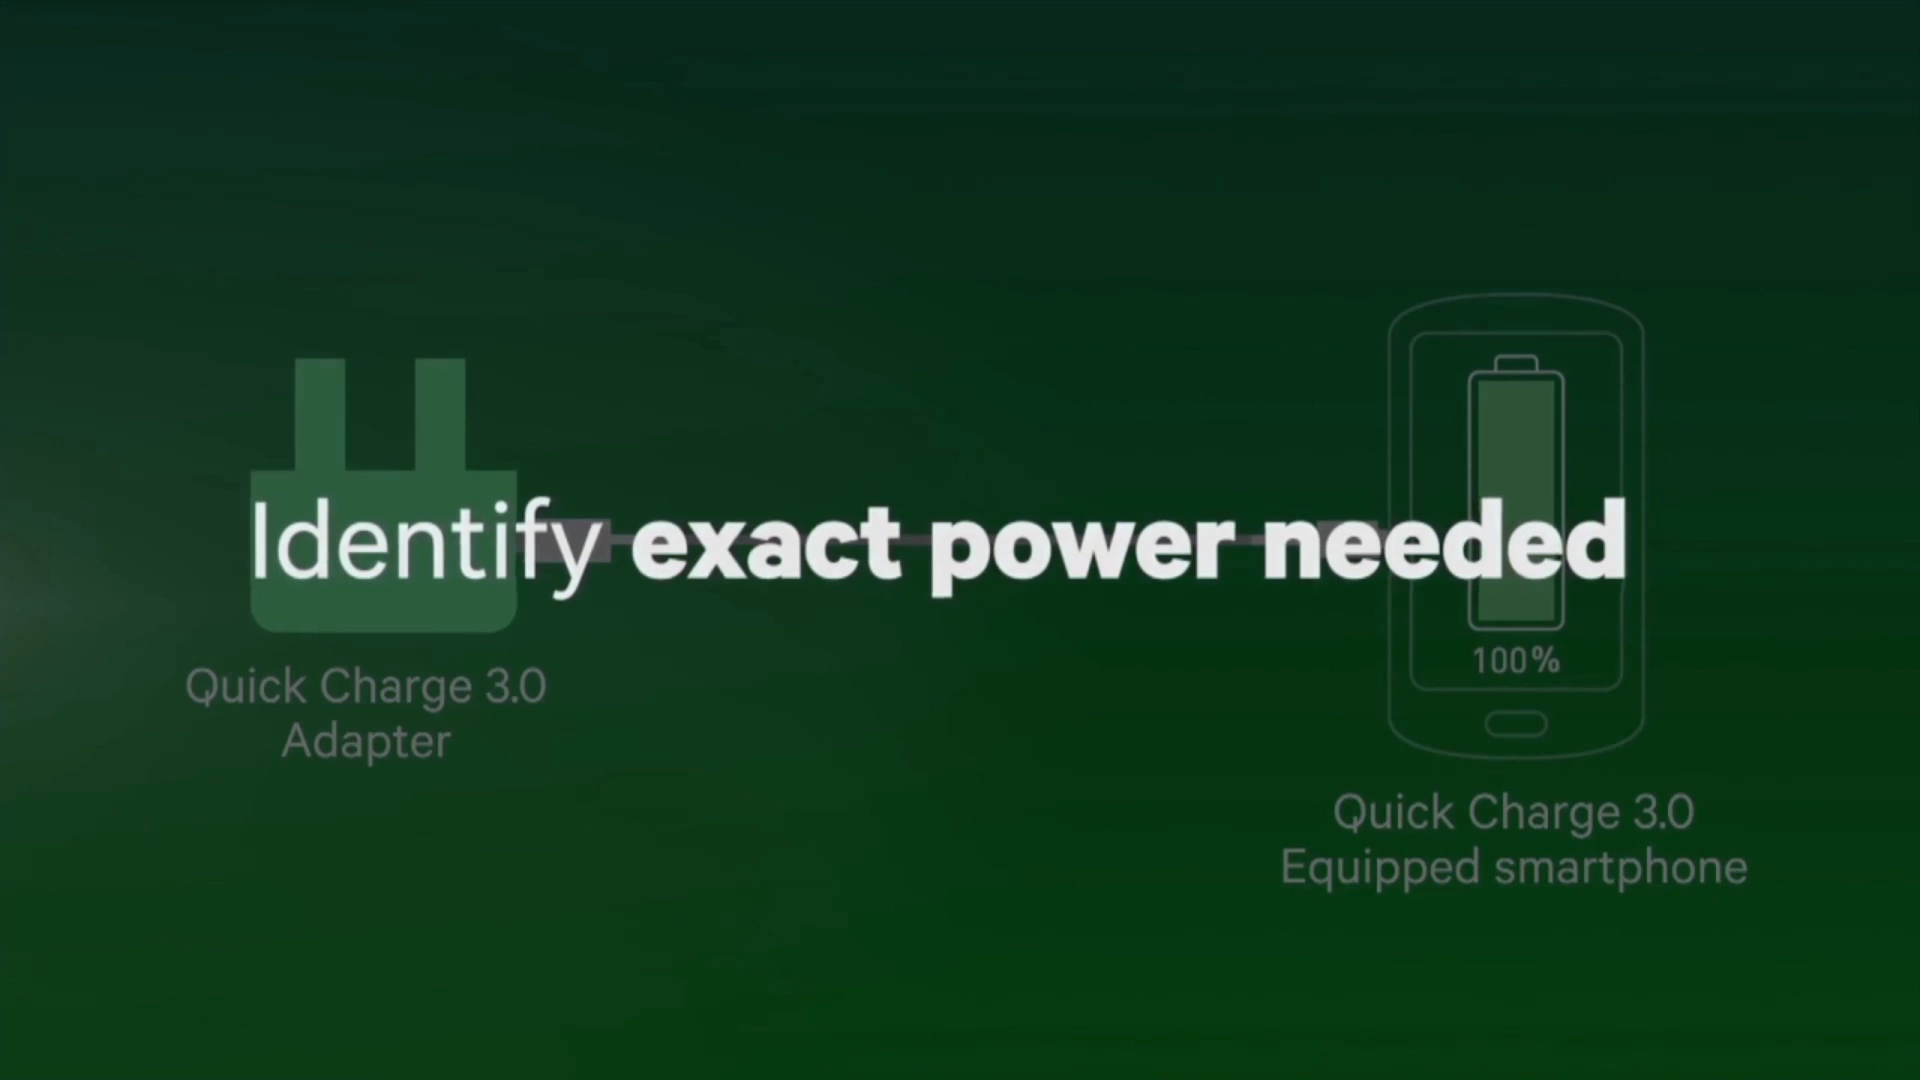 Identify exact power needed
100%
Quick Charge 3.0
Adapter
Quick Charge 3.0
Equipped smartphone